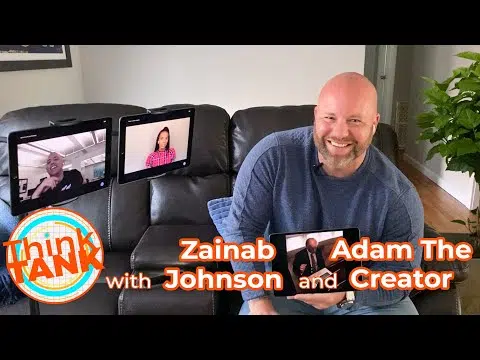 Think
TANK
with
Zainab
Johnson
and
Adam The
Creator